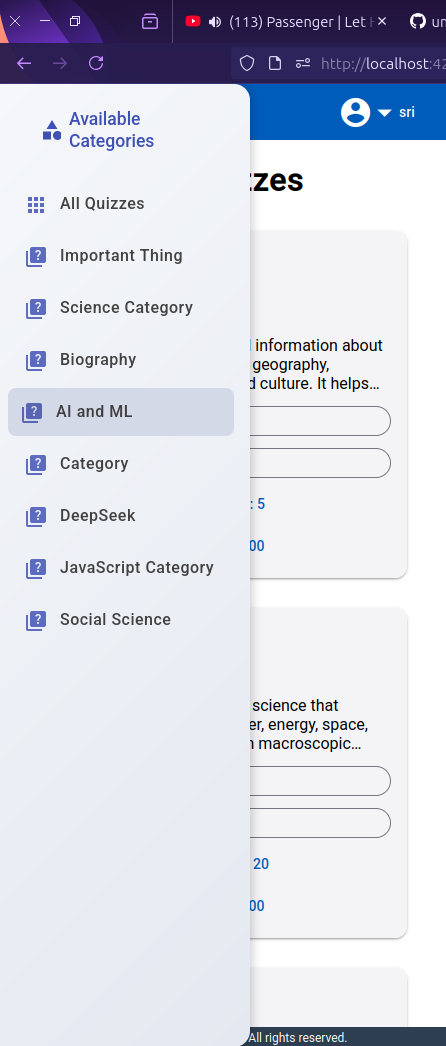 (113) Passenger | Let H
un
http://localhost:42
sri
Available
Categories
zzes
All Quizzes
Important Thing
Science Category
Biography
AI and ML
Category
DeepSeek
JavaScript Category
Social Science
information about
geography,
d culture. It helps…
: 5
00
science that
er, energy, space,
macroscopic…
20
00
All rights reserved.